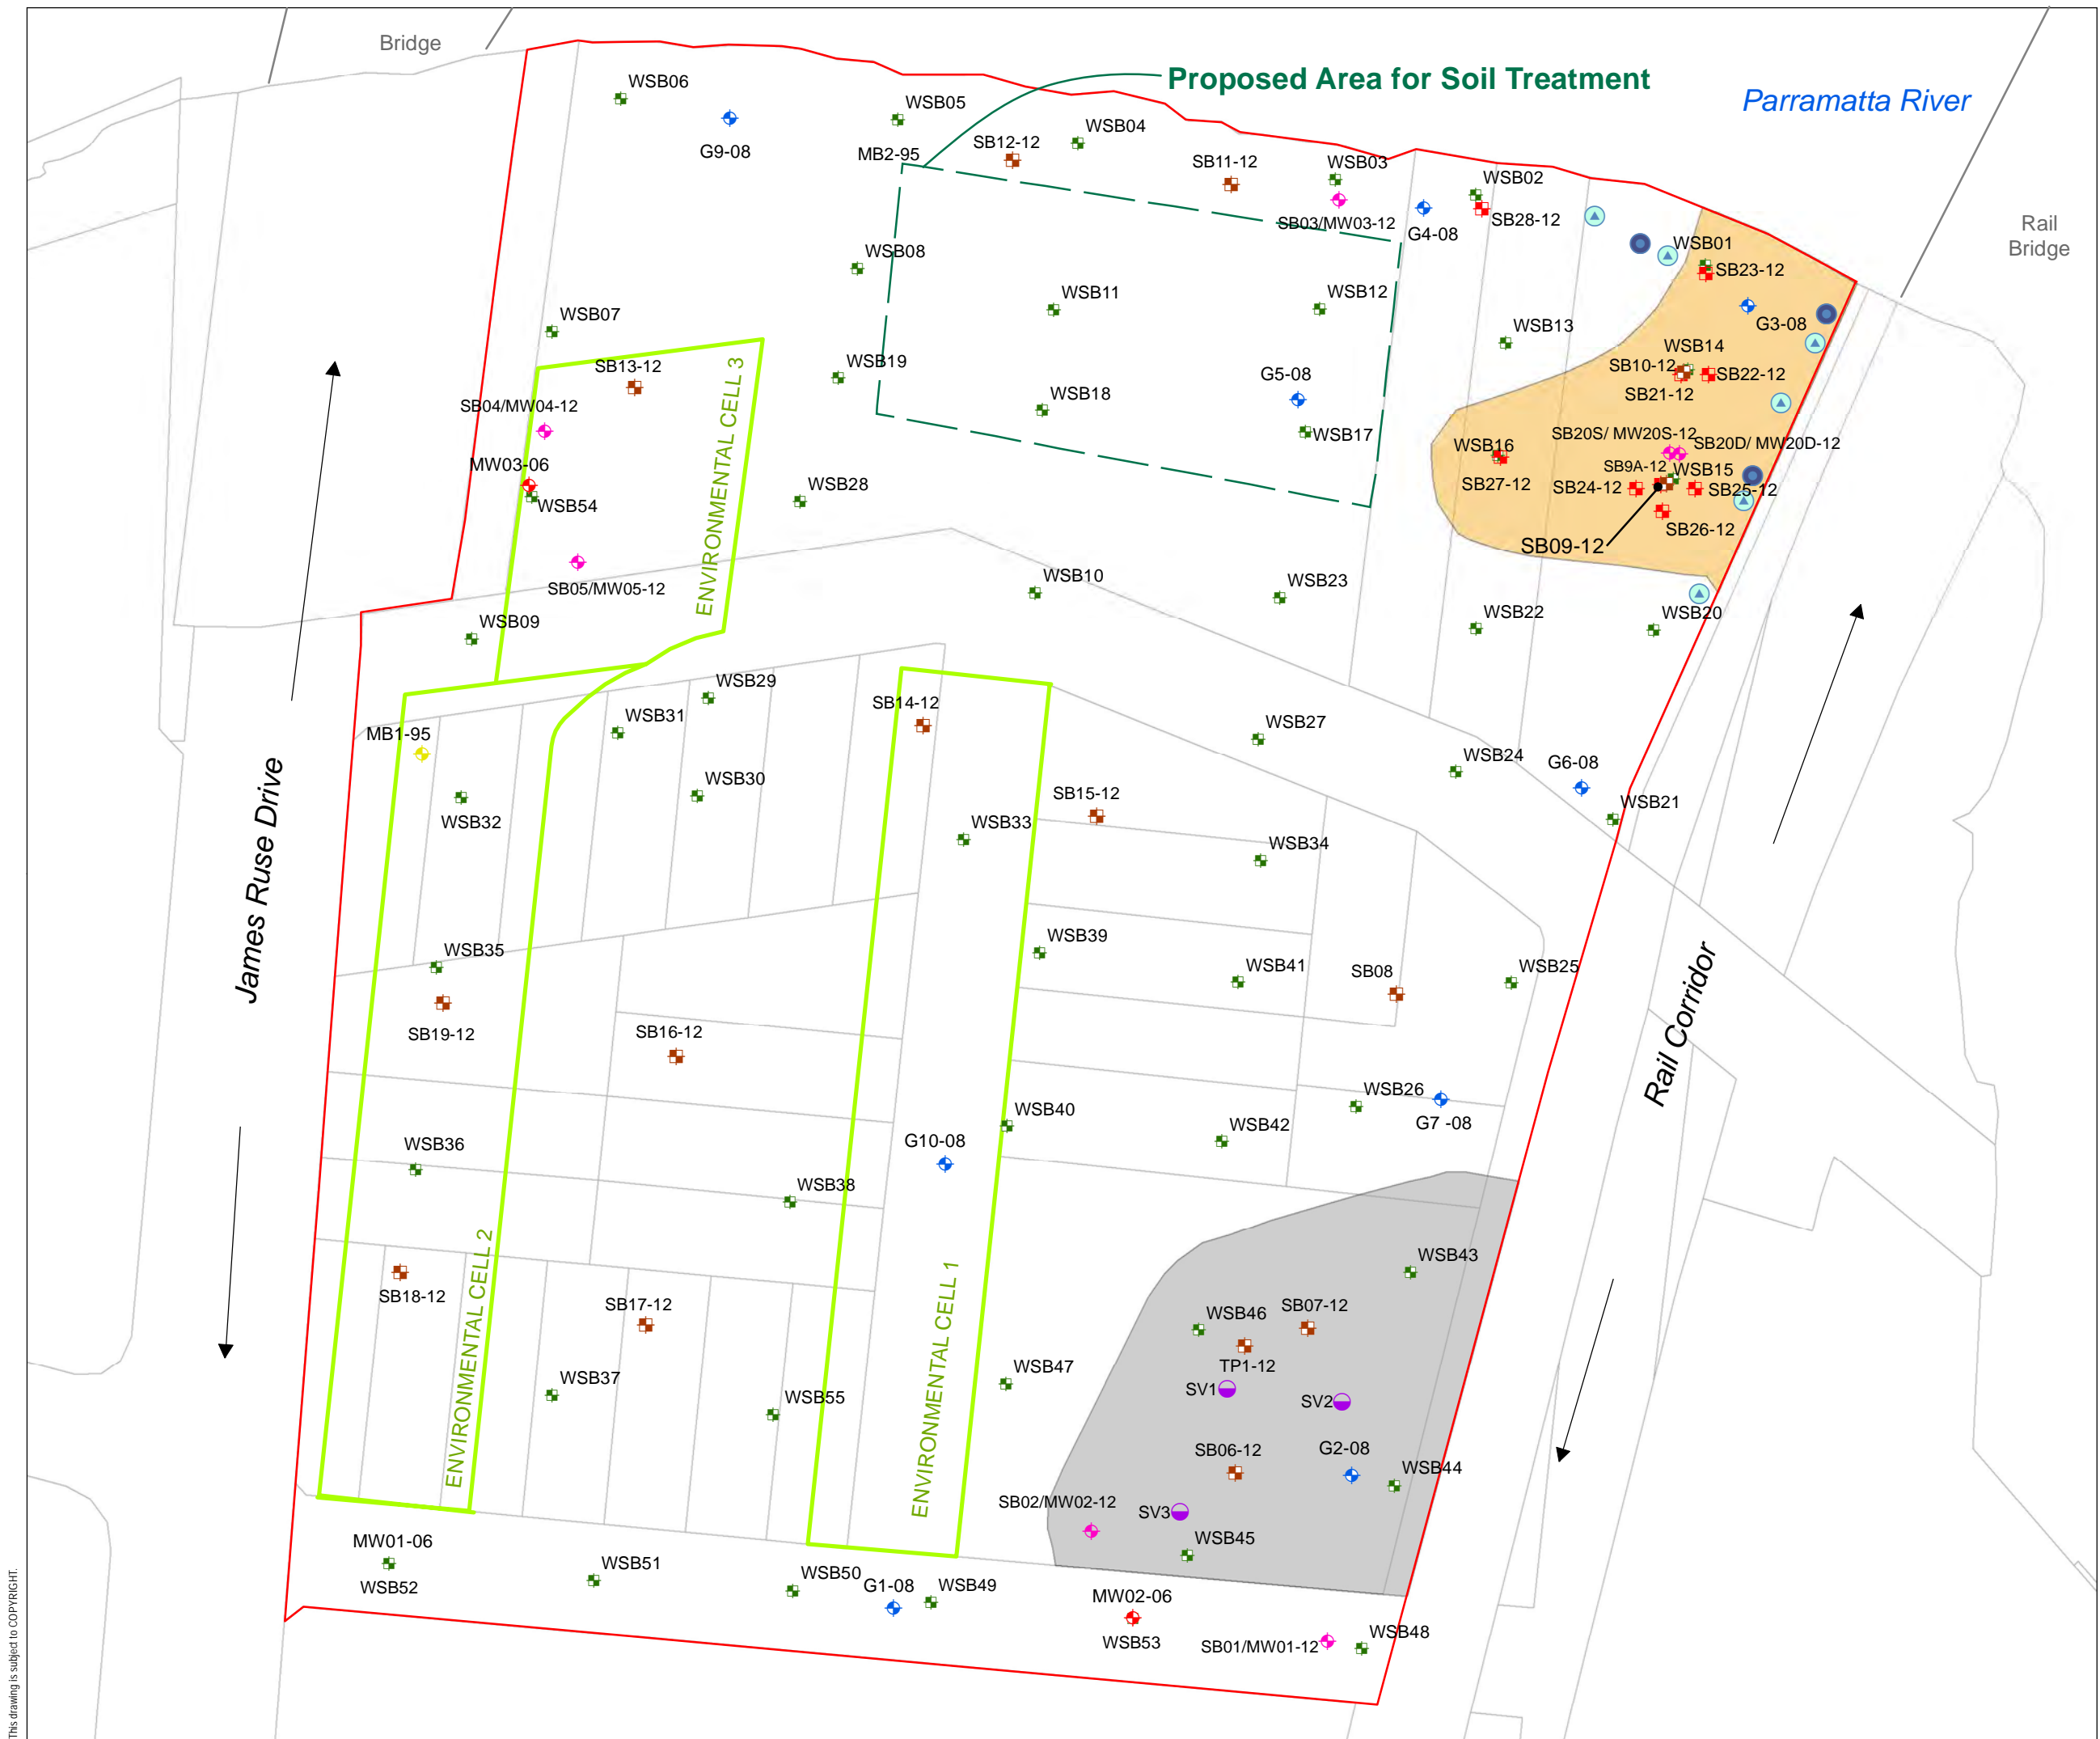 Bridge
Proposed Area for Soil Treatment
Parramatta River
Rail
Bridge
WSB06
G9-08
WSB05
MB2-95
SB12-12
WSB04
SB11-12
WSB03
SB03/MW03-12
G4-08
WSB02
SB28-12
WSB01
SB23-12
G3-08
WSB08
WSB11
WSB12
WSB13
WSB07
WSB14
SB10-12
SB22-12
SB21-12
SB13-12
WSB19
WSB18
G5-08
WSB17
SB04/MW04-12
MW03-06
WSB54
WSB28
ENVIRONMENTAL CELL 3
WSB16
SB27-12
SB20S/ MW20S-12
SB20D/ MW20D-12
SB9A-12
WSB15
SB24-12
SB25-12
SB26-12
SB09-12
SB05/MW05-12
WSB09
WSB10
WSB23
WSB22
WSB20
WSB29
WSB31
WSB30
SB14-12
WSB27
WSB24
G6-08
WSB21
MB1-95
WSB32
WSB33
SB15-12
WSB34
James Ruse Drive
WSB35
SB19-12
SB16-12
WSB39
WSB41
SB08
WSB25
Rail Corridor
WSB36
WSB38
G10-08
WSB40
WSB42
WSB26
G7 -08
SB18-12
ENVIRONMENTAL CELL 2
SB17-12
WSB37
WSB55
ENVIRONMENTAL CELL 1
WSB47
WSB43
WSB46
SB07-12
TP1-12
SV1
SV2
SB06-12
G2-08
WSB44
SB02/MW02-12
SV3
WSB45
MW01-06
WSB52
WSB51
WSB50
G1-08
WSB49
MW02-06
WSB53
SB01/MW01-12
WSB48
This drawing is subject to COPYRIGHT.